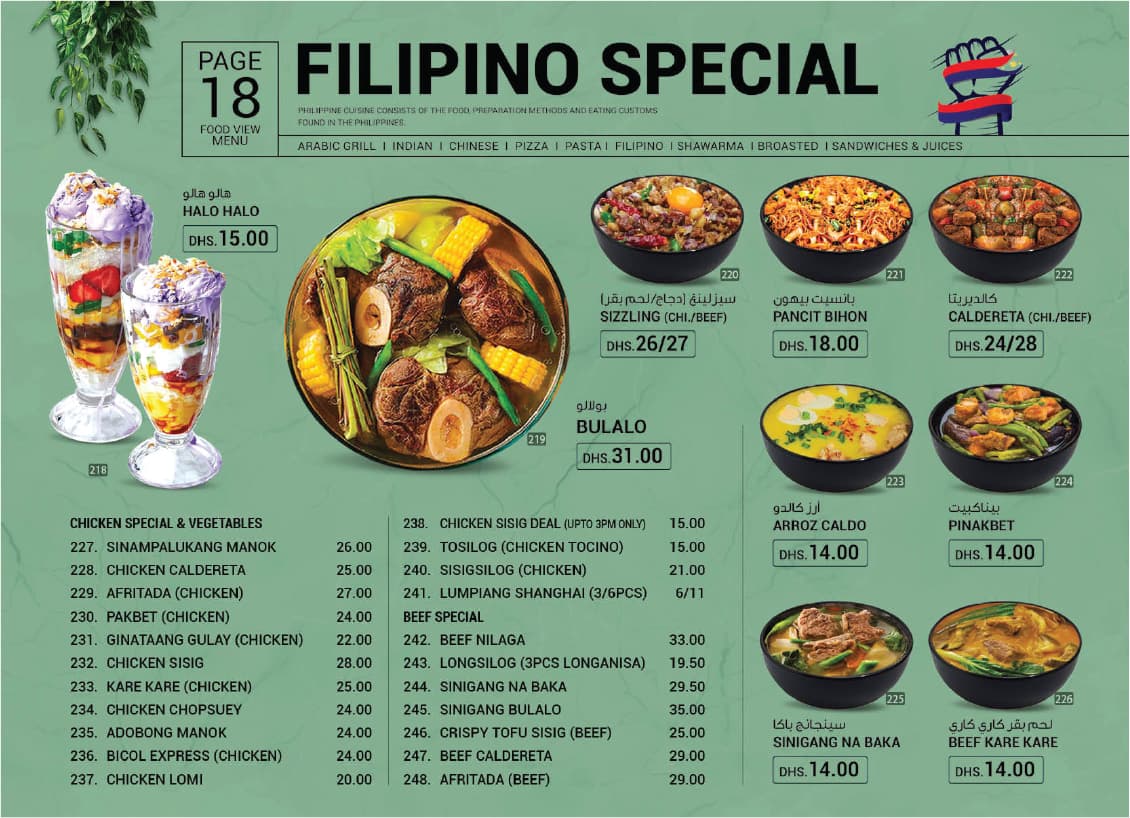 PAGE
18
FOOD VIEW
MENU
FILIPINO SPECIAL
PHILIPPINE CUISINE CONSISTS OF THE FOOD, PREPARATION METHODS AND EATING CUSTOMS
FOUND IN THE PHILIPPINES.
ARABIC GRILL I INDIAN I CHINESE I PIZZA I PASTA I FILIPINO I SHAWARMA I BROASTED I SANDWICHES & JUICES
هالو هالو
HALO HALO
DHS. 15.00
218
بولالو
BULALO
DHS. 31.00
219
220
سيزلينغ (دجاج/لحم بقر)
SIZZLING (CHI./BEEF)
DHS. 26/27
221
بانسيت بيهون
PANCIT BIHON
DHS. 18.00
222
كالديريتا
CALDERETA (CHI./BEEF)
DHS. 24/28
223
أرز كالدو
ARROZ CALDO
DHS. 14.00
224
بيناكبيت
PINAKBET
DHS. 14.00
225
سينجانج باكا
SINIGANG NA BAKA
DHS. 14.00
226
لحم بقر كاري كاري
BEEF KARE KARE
DHS. 14.00
CHICKEN SPECIAL & VEGETABLES
227. SINAMPALUKANG MANOK 26.00
228. CHICKEN CALDERETA 25.00
229. AFRITADA (CHICKEN) 27.00
230. PAKBET (CHICKEN) 24.00
231. GINATAANG GULAY (CHICKEN) 22.00
232. CHICKEN SISIG 28.00
233. KARE KARE (CHICKEN) 25.00
234. CHICKEN CHOPSUEY 24.00
235. ADOBONG MANOK 24.00
236. BICOL EXPRESS (CHICKEN) 24.00
237. CHICKEN LOMI 20.00
238. CHICKEN SISIG DEAL (UPTO 3PM ONLY) 15.00
239. TOSILOG (CHICKEN TOCINO) 15.00
240. SISIGSILOG (CHICKEN) 21.00
241. LUMPIANG SHANGHAI (3/6PCS) 6/11
BEEF SPECIAL
242. BEEF NILAGA 33.00
243. LONGSILOG (3PCS LONGANISA) 19.50
244. SINIGANG NA BAKA 29.50
245. SINIGANG BULALO 35.00
246. CRISPY TOFU SISIG (BEEF) 25.00
247. BEEF CALDERETA 29.00
248. AFRITADA (BEEF) 29.00